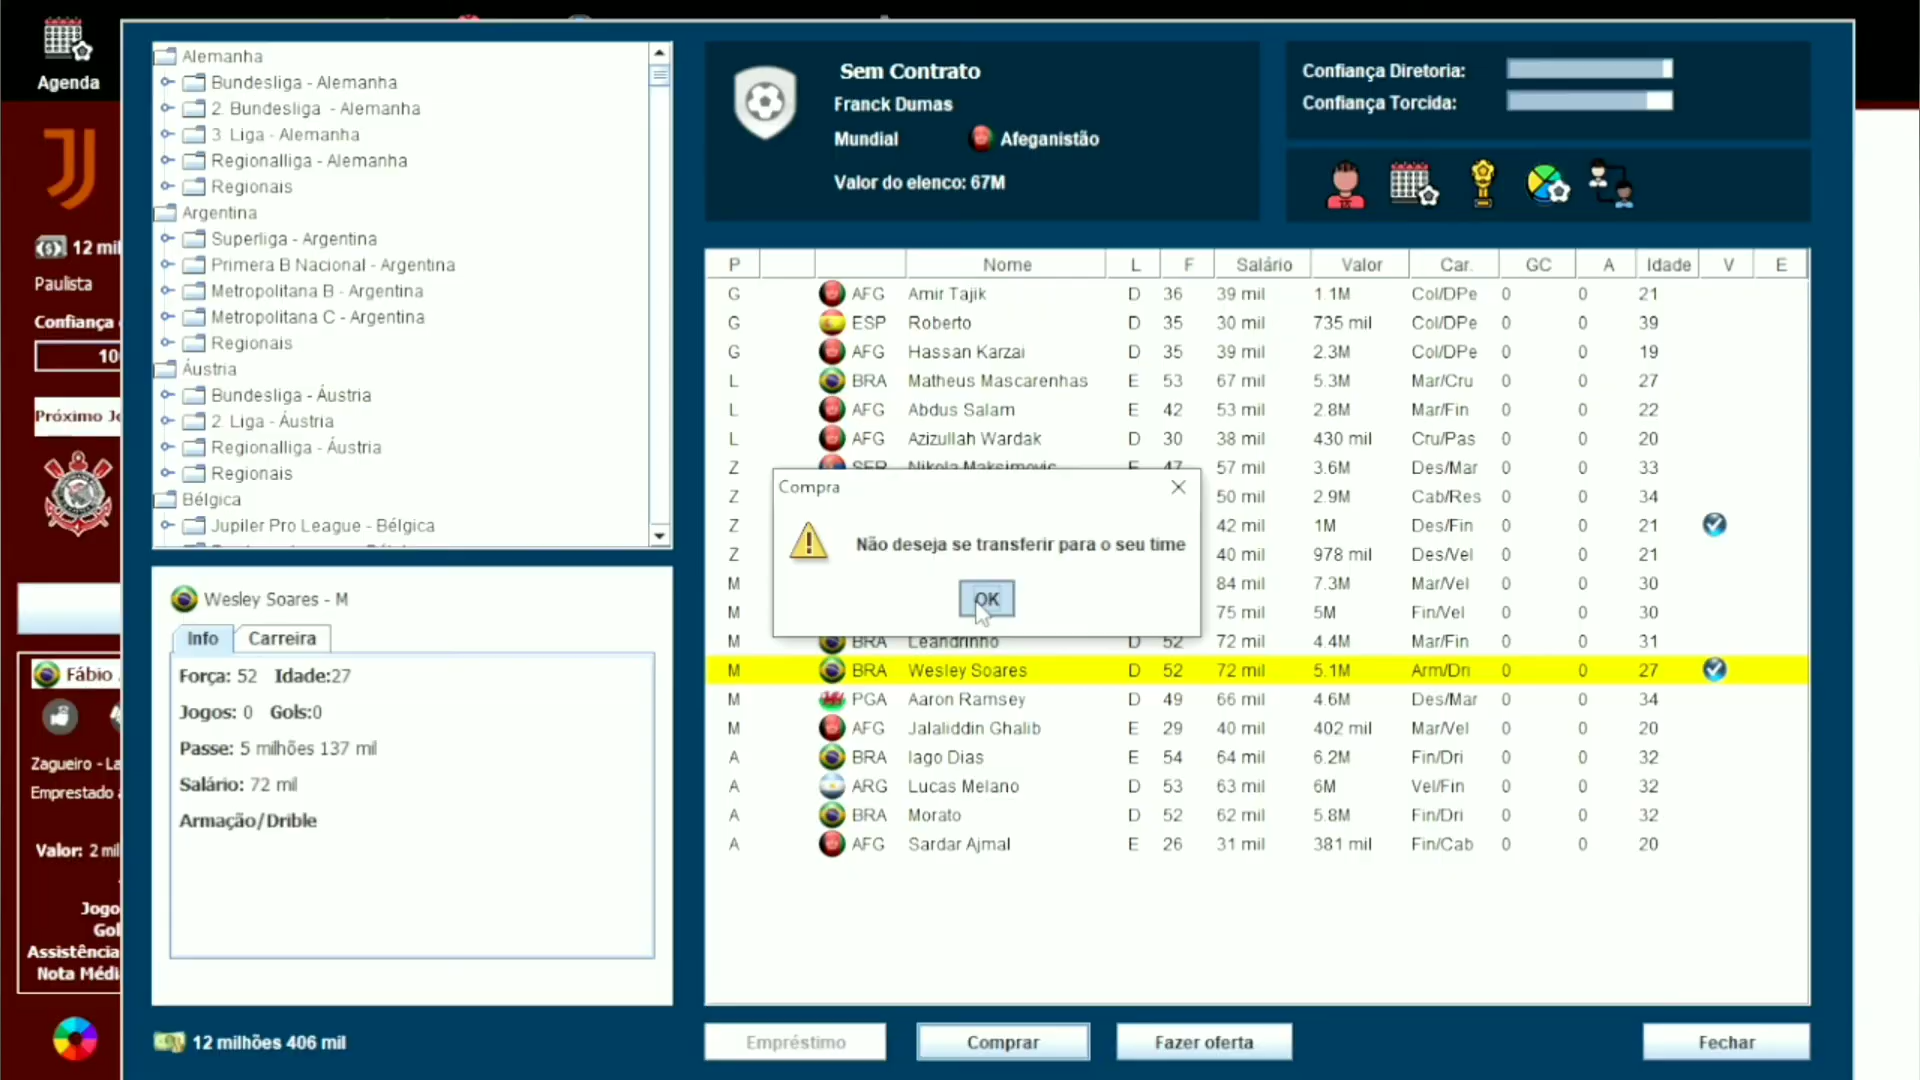 Agenda
12 mil
Paulista
Confiança
10
Próximo Jo
Fábio
Zagueiro - La
Emprestado a
Valor: 2 mil
Jogo
Gol
Assistência
Nota Médi
Alemanha
Bundesliga - Alemanha
2. Bundesliga - Alemanha
3. Liga - Alemanha
Regionalliga - Alemanha
Regionais
Argentina
Superliga - Argentina
Primera B Nacional - Argentina
Metropolitana B - Argentina
Metropolitana C - Argentina
Regionais
Áustria
Bundesliga - Áustria
2. Liga - Áustria
Regionalliga - Áustria
Regionais
Bélgica
Jupiler Pro League - Bélgica
Wesley Soares - M
Info Carreira
Força: 52 Idade:27
Jogos: 0 Gols:0
Passe: 5 milhões 137 mil
Salário: 72 mil
Armação/Drible
12 milhões 406 mil
Sem Contrato
Franck Dumas
Mundial Afeganistão
Valor do elenco: 67M
Confiança Diretoria:
Confiança Torcida:
P Nome L F Salário Valor Car. GC A Idade V E
G AFG Amir Tajik D 36 39 mil 1.1M Col/DPe 0 0 21
G ESP Roberto D 35 30 mil 735 mil Col/DPe 0 0 39
G AFG Hassan Karzai D 35 39 mil 2.3M Col/DPe 0 0 19
L BRA Matheus Mascarenhas E 53 67 mil 5.3M Mar/Cru 0 0 27
L AFG Abdus Salam E 42 53 mil 2.8M Mar/Fin 0 0 22
L AFG Azizullah Wardak D 30 38 mil 430 mil Cru/Pas 0 0 20
Z SER Nikola Maksimovic E 47 57 mil 3.6M Des/Mar 0 0 33
Z 50 mil 2.9M Cab/Res 0 0 34
Z 42 mil 1M Des/Fin 0 0 21
Z 40 mil 978 mil Des/Vel 0 0 21
M 84 mil 7.3M Mar/Vel 0 0 30
M 75 mil 5M Fin/Vel 0 0 30
M BRA Leandrinho D 52 72 mil 4.4M Mar/Fin 0 0 31
M BRA Wesley Soares D 52 72 mil 5.1M Arm/Dri 0 0 27
M PGA Aaron Ramsey D 49 66 mil 4.6M Des/Mar 0 0 34
M AFG Jalaliddin Ghalib E 29 40 mil 402 mil Mar/Vel 0 0 20
A BRA Iago Dias E 54 64 mil 6.2M Fin/Dri 0 0 32
A ARG Lucas Melano D 53 63 mil 6M Vel/Fin 0 0 32
A BRA Morato D 52 62 mil 5.8M Fin/Dri 0 0 32
A AFG Sardar Ajmal E 26 31 mil 381 mil Fin/Cab 0 0 20
Compra
Não deseja se transferir para o seu time
OK
Empréstimo Comprar Fazer oferta Fechar